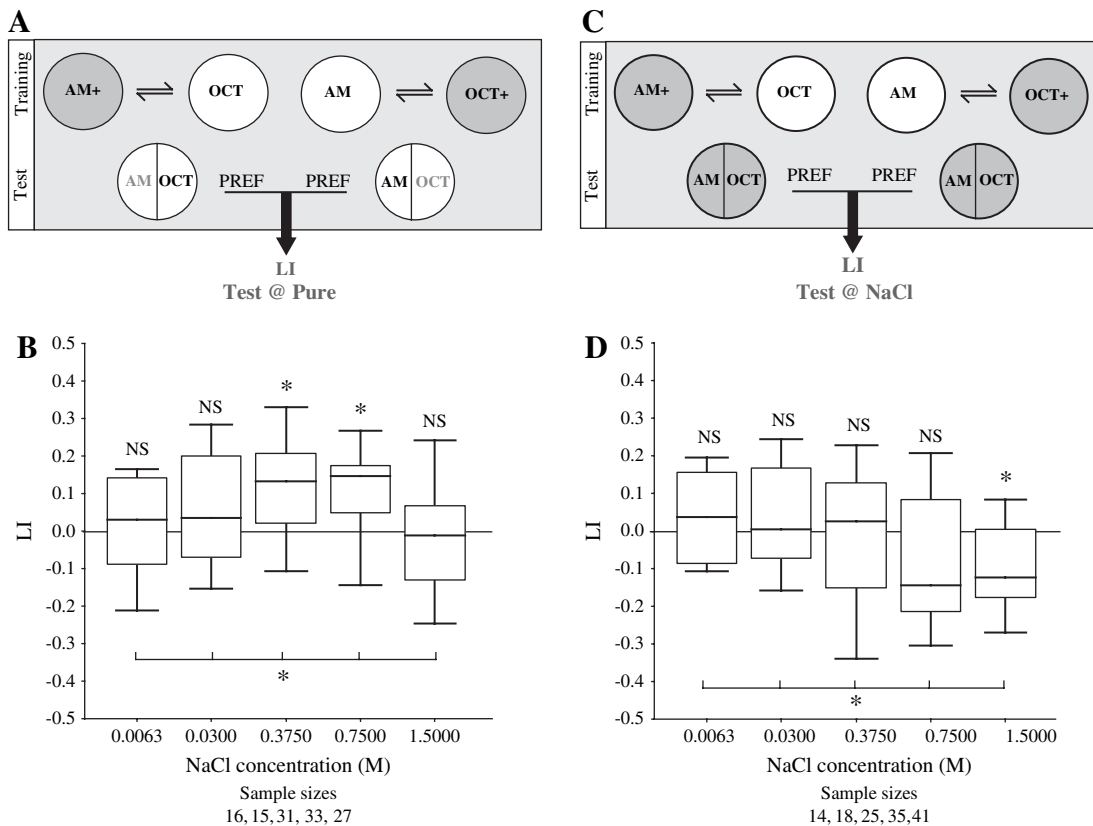 A
Training
AM+
OCT
AM
OCT+
Test
AM OCT
PREF PREF
AM OCT
LI
Test @ Pure
C
Training
AM+
OCT
AM
OCT+
Test
AM OCT
PREF PREF
AM OCT
LI
Test @ NaCl
B
LI
0.5
0.4
0.3
0.2
0.1
0.0
-0.1
-0.2
-0.3
-0.4
-0.5
NS
NS
*
*
NS
*
0.0063 0.0300 0.3750 0.7500 1.5000
NaCl concentration (M)
Sample sizes
16, 15, 31, 33, 27
D
LI
0.5
0.4
0.3
0.2
0.1
0.0
-0.1
-0.2
-0.3
-0.4
-0.5
NS
NS
NS
NS
*
*
0.0063 0.0300 0.3750 0.7500 1.5000
NaCl concentration (M)
Sample sizes
14, 18, 25, 35, 41